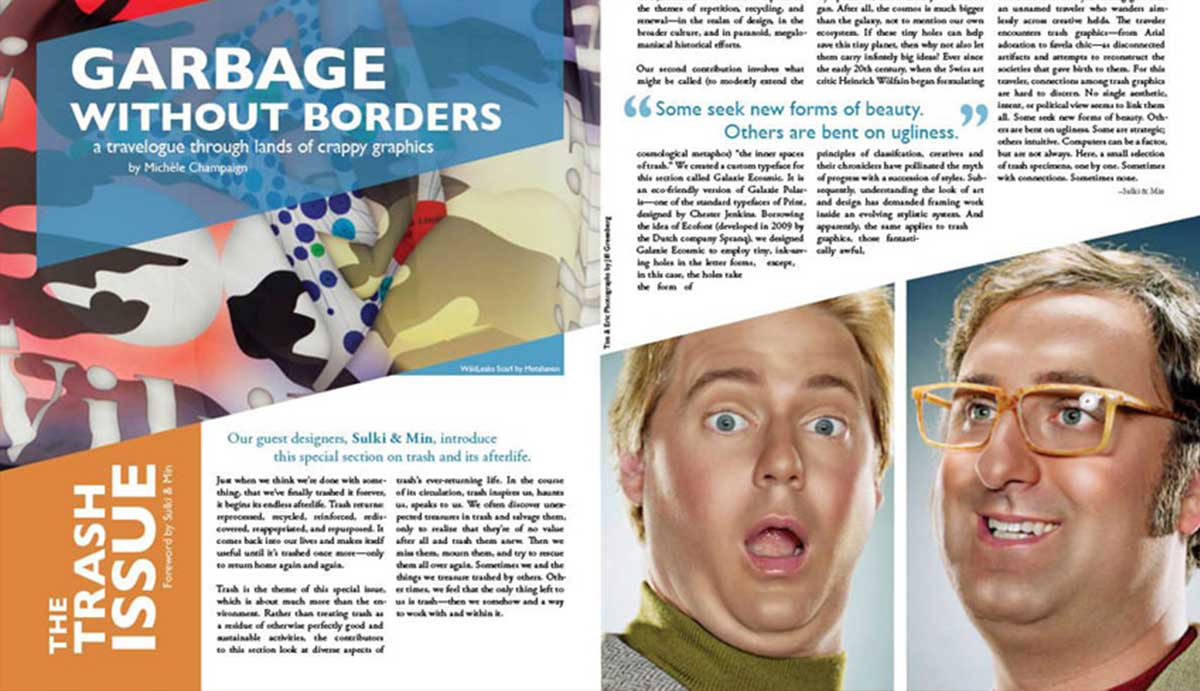 GARBAGE
WITHOUT BORDERS
a travelogue through lands of crappy graphics
by Michèle Champaign
WikiLeaks Scarf by Metahaven
THE
TRASH
ISSUE
Foreword by Sulki & Min
Our guest designers, Sulki & Min, introduce
this special section on trash and its afterlife.
Just when we think we're done with some-
thing, that we've finally trashed it forever,
it begins its endless afterlife. Trash returns:
reprocessed, recycled, reinforced, redis-
covered, reappropriated, and repurposed. It
comes back into our lives and makes itself
useful until it's trashed once more—only
to return home again and again.
Trash is the theme of this special issue,
which is about much more than the en-
vironment. Rather than treating trash as
a residue of otherwise perfectly good and
sustainable activities, the contributors
to this section look at diverse aspects of
trash's ever-returning life. In the course
of its circulation, trash inspires us, haunts
us, speaks to us. We often discover unex-
pected treasures in trash and salvage them,
only to realize that they're of no value
after all and trash them anew. Then we
miss them, mourn them, and try to rescue
them all over again. Sometimes we and the
things we treasure trashed by others. Oth-
er times, we feel that the only thing left to
us is trash—then we somehow and a way
to work with and within it.
Tim & Eric Photographs by Jill Greenberg
the themes of repetition, recycling, and
renewal—in the realm of design, in the
broader culture, and in paranoid, megalo-
maniacal historical efforts.
Our second contribution involves what
might be called (to modestly extend the
gan. After all, the cosmos is much bigger
than the galaxy, not to mention our own
ecosystem. If these tiny holes can help
save this tiny planet, then why not also let
them carry infinitely big ideas! Ever since
the early 20th century, when the Swiss art
critic Heinrich Wölflain began formulating
“Some seek new forms of beauty.
Others are bent on ugliness.”
cosmological metaphor) "the inner spaces
of trash." We created a custom typeface for
this section called Galaxie Ecosmic. It is
an eco-friendly version of Galaxie Polar-
is—one of the standard typefaces of Print,
designed by Chester Jenkins. Borrowing
the idea of Ecofont (developed in 2009 by
the Dutch company Spranq), we designed
Galaxie Ecosmic to employ tiny, ink-sav-
ing holes in the letter forms, except,
in this case, the holes take
the form of
principles of classifcation, creatives and
their chroniclers have pollinated the myth
of progress with a succession of styles. Sub-
sequently, understanding the look of art
and design has demanded framing work
inside an evolving stylistic system. And
apparently, the same applies to trash
graphics, those fantasti-
cally awful,
an unnamed traveler who wanders aim-
lessly across creative helds. The traveler
encounters trash graphics—from Arial
adoration to favela chic—as disconnected
artifacts and attempts to reconstruct the
societies that gave birth to them. For this
traveler, connections among trash graphics
are hard to discern. No single aesthetic,
intent, or political view seems to link them
all. Some seek new forms of beauty. Oth-
ers are bent on ugliness. Some are strategic;
others intuitive. Computers can be a factor,
but are not always. Here, a small selection
of trash specimens, one by one. Sometimes
with connections. Sometimes none.
–Sulki & Min